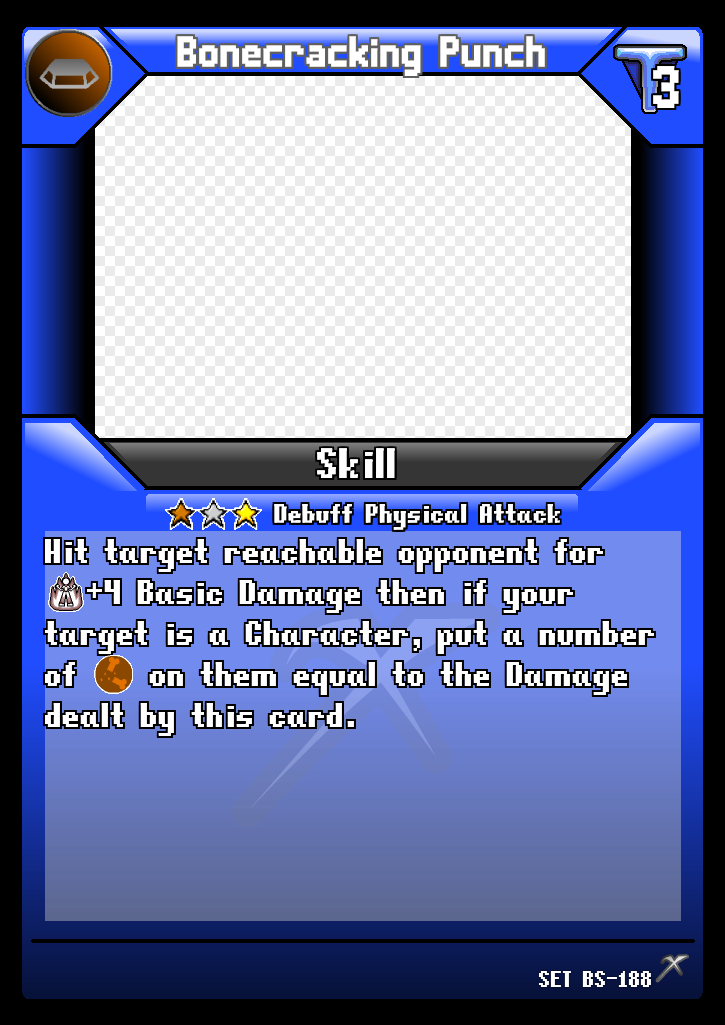 Bonecracking Punch
3
Skill
Debuff Physical Attack
Hit target reachable opponent for
+4 Basic Damage then if your
target is a Character, put a number
of on them equal to the Damage
dealt by this card.
SET BS-188